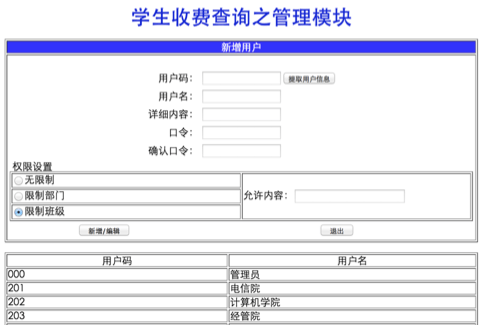 学生收费查询之管理模块
新增用户
用户码： 提取用户信息
用户名：
详细内容：
口令：
确认口令：
权限设置
无限制
限制部门
允许内容：
限制班级
新增/编辑 退出
用户码 用户名
000 管理员
201 电信院
202 计算机学院
203 经管院